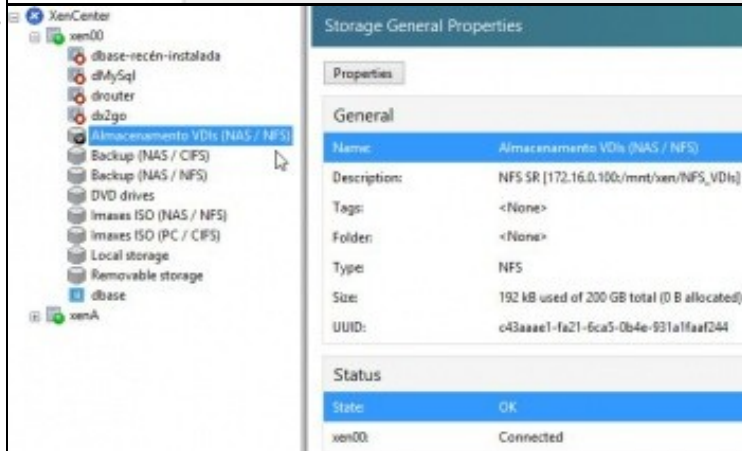 XenCenter
xen00
dbase-recén-instalada
dMySql
drouter
dx2go
Almacenamento VDIs (NAS / NFS)
Backup (NAS / CIFS)
Backup (NAS / NFS)
DVD drives
Imaxes ISO (NAS / NFS)
Imaxes ISO (PC / CIFS)
Local storage
Removable storage
dbase
xenA
Storage General Properties
Properties
General
Name: Almacenamento VDIs (NAS / NFS)
Description: NFS SR [172.16.0.100:/mnt/xen/NFS_VDIs]
Tags: <None>
Folder: <None>
Type: NFS
Size: 192 kB used of 200 GB total (0 B allocated)
UUID: c43aaae1-fa21-6ca5-0b4e-931a1faaf244
Status
State: OK
xen00: Connected